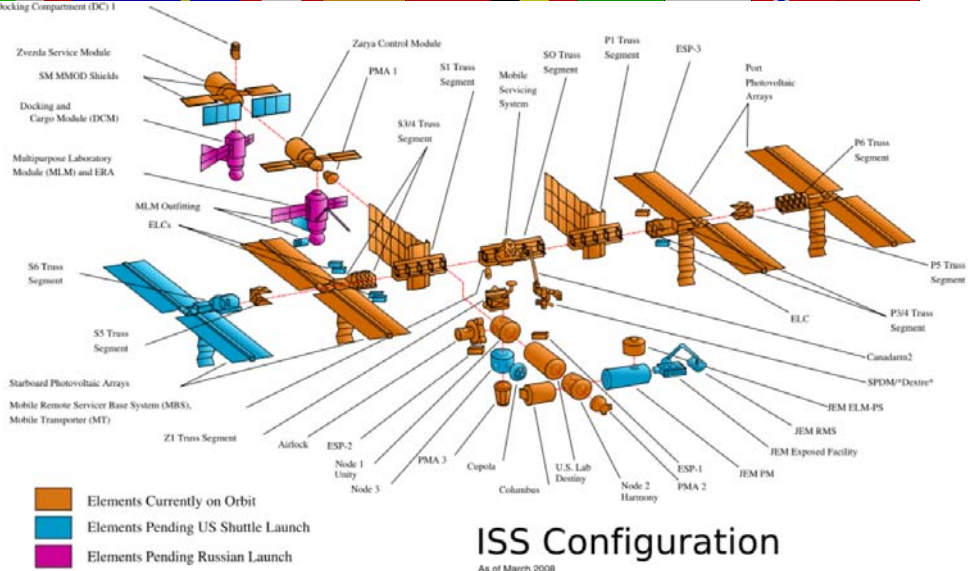 Docking Compartment (DC) 1
Zvezda Service Module
SM MMOD Shields
Docking and
Cargo Module (DCM)
Multipurpose Laboratory
Module (MLM) and ERA
MLM Outfitting
ELCs
S6 Truss
Segment
S5 Truss
Segment
Starboard Photovoltaic Arrays
Mobile Remote Servicer Base System (MBS),
Mobile Transporter (MT)
Z1 Truss Segment
Zarya Control Module
PMA 1
S3/4 Truss
Segment
S1 Truss
Segment
Mobile
Servicing
System
SO Truss
Segment
P1 Truss
Segment
ESP-3
Port
Photovoltaic
Arrays
P6 Truss
Segment
P5 Truss
Segment
P3/4 Truss
Segment
ELC
Canadarm2
SPDM/*Dextre*
JEM ELM-PS
JEM RMS
JEM Exposed Facility
JEM PM
ESP-1
PMA 2
Node 2
Harmony
U.S. Lab
Destiny
Columbus
Cupola
PMA 3
Node 3
Node 1
Unity
ESP-2
Airlock
Elements Currently on Orbit
Elements Pending US Shuttle Launch
Elements Pending Russian Launch
ISS Configuration
As of March 2008